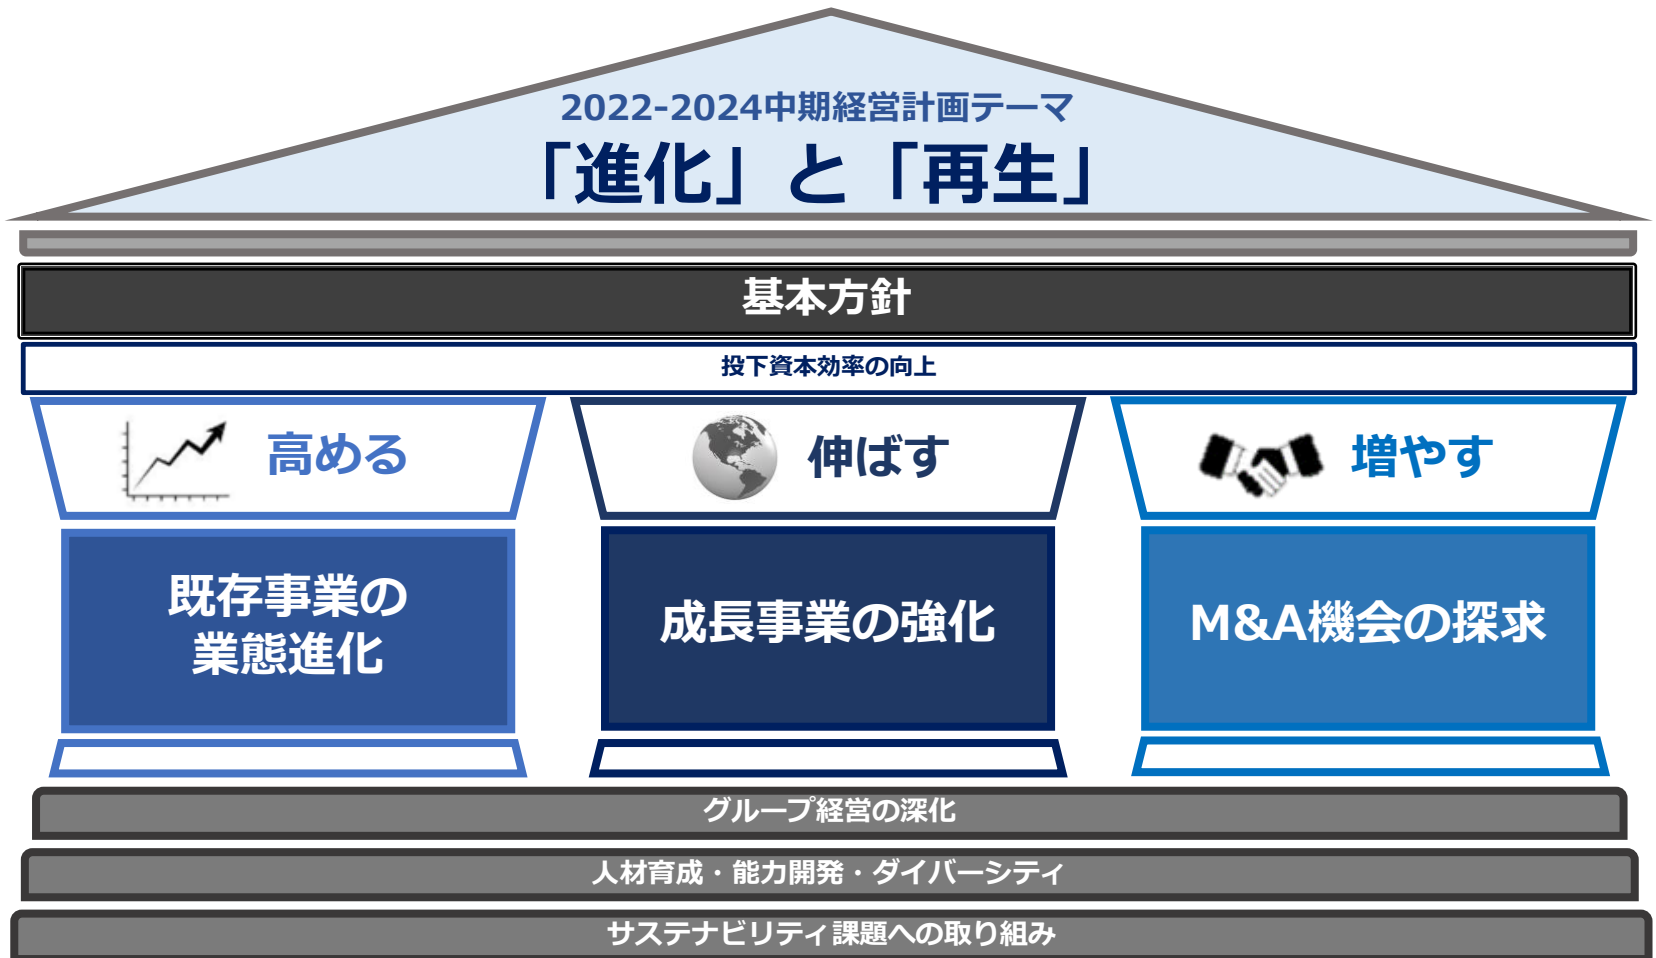 2022-2024中期経営計画テーマ
「進化」と「再生」
基本方針
投下資本効率の向上
高める
伸ばす
増やす
既存事業の
業態進化
成長事業の強化
M&A機会の探求
グループ経営の深化
人材育成・能力開発・ダイバーシティ
サステナビリティ課題への取り組み